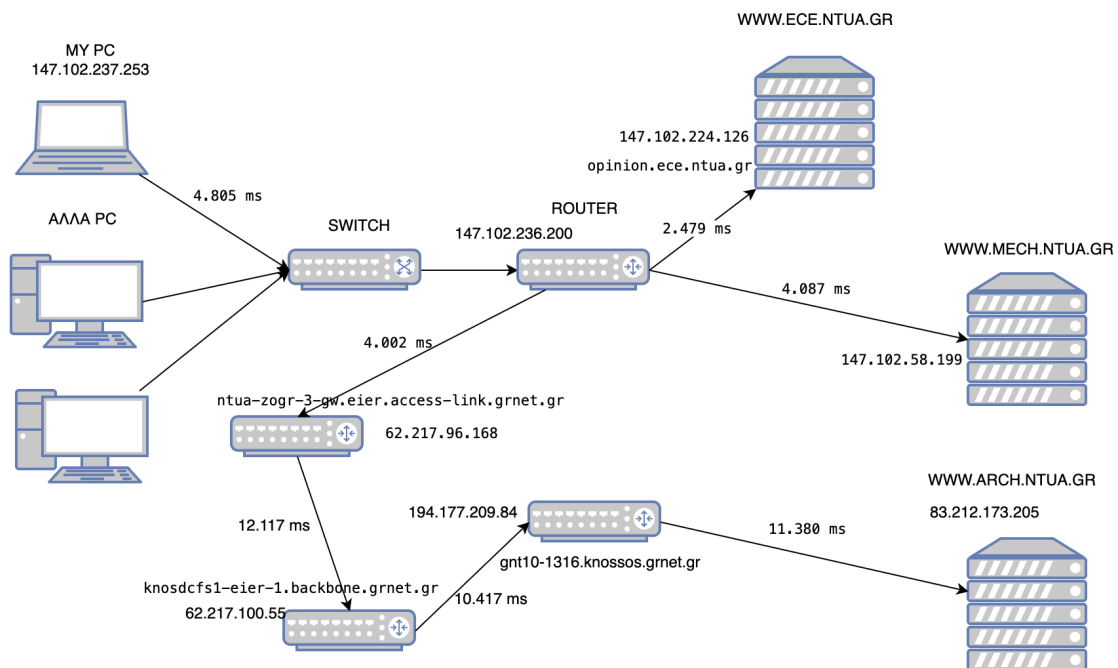 WWW.ECE.NTUA.GR
MY PC
147.102.237.253
147.102.224.126
opinion.ece.ntua.gr
4.805 ms
ΑΛΛΑ PC
SWITCH
ROUTER
147.102.236.200
2.479 ms
WWW.MECH.NTUA.GR
4.087 ms
147.102.58.199
4.002 ms
ntua-zogr-3-gw.eier.access-link.grnet.gr
62.217.96.168
WWW.ARCH.NTUA.GR
83.212.173.205
12.117 ms
194.177.209.84
11.380 ms
gnt10-1316.knossos.grnet.gr
knosdcfs1-eier-1.backbone.grnet.gr
10.417 ms
62.217.100.55